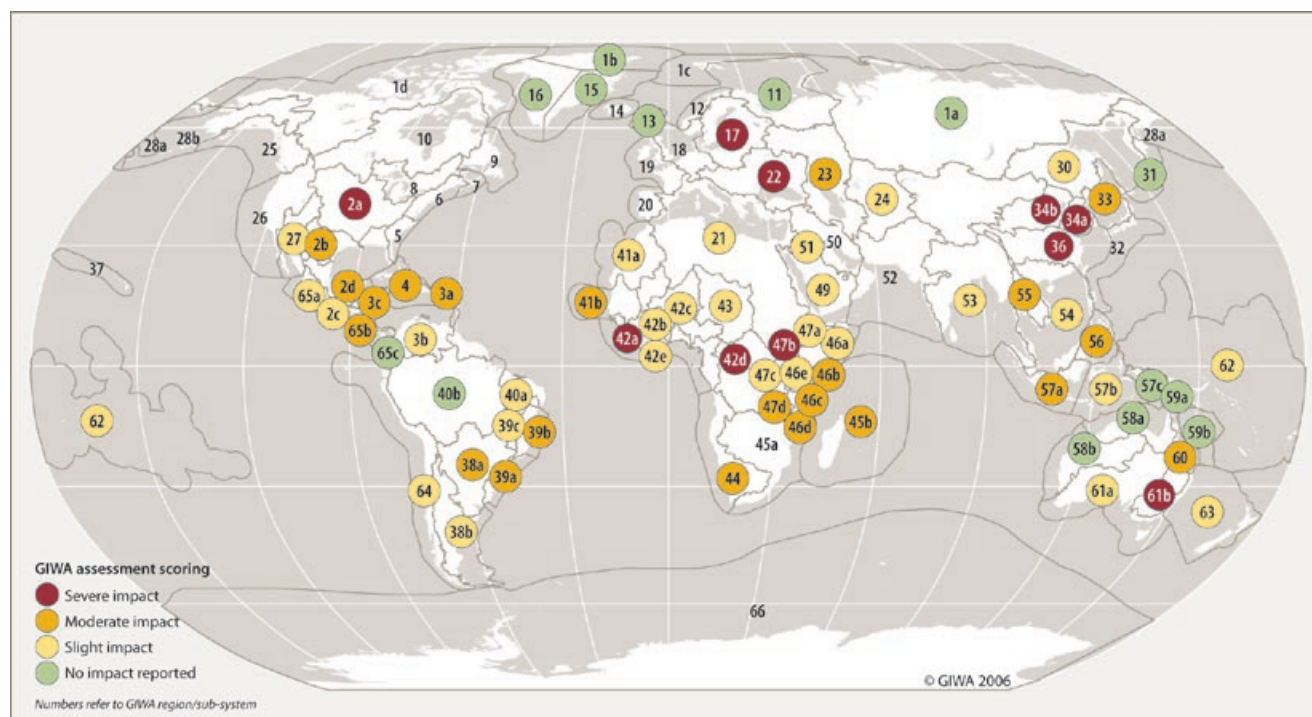 1b
1c
1d
16
15
11
14
12
1a
13
10
17
28a
28b
28a
25
18
9
19
30
22
23
31
8
7
24
6
20
33
2a
34b
34a
26
5
27
2b
21
51
50
36
32
41a
37
52
2d
4
49
65a
3c
3a
41b
42c
43
53
55
2c
54
65b
42b
47a
3b
42a
47b
46a
56
65c
42e
42d
62
47c
46e
46b
57a
57b
57c
40b
40a
59a
47d
46c
62
39c
39b
46d
45b
58a
59b
45a
58b
60
38a
39a
44
64
61a
61b
63
38b
GIWA assessment scoring
Severe impact
Moderate impact
66
Slight impact
No impact reported
© GIWA 2006
Numbers refer to GIWA region/sub-system